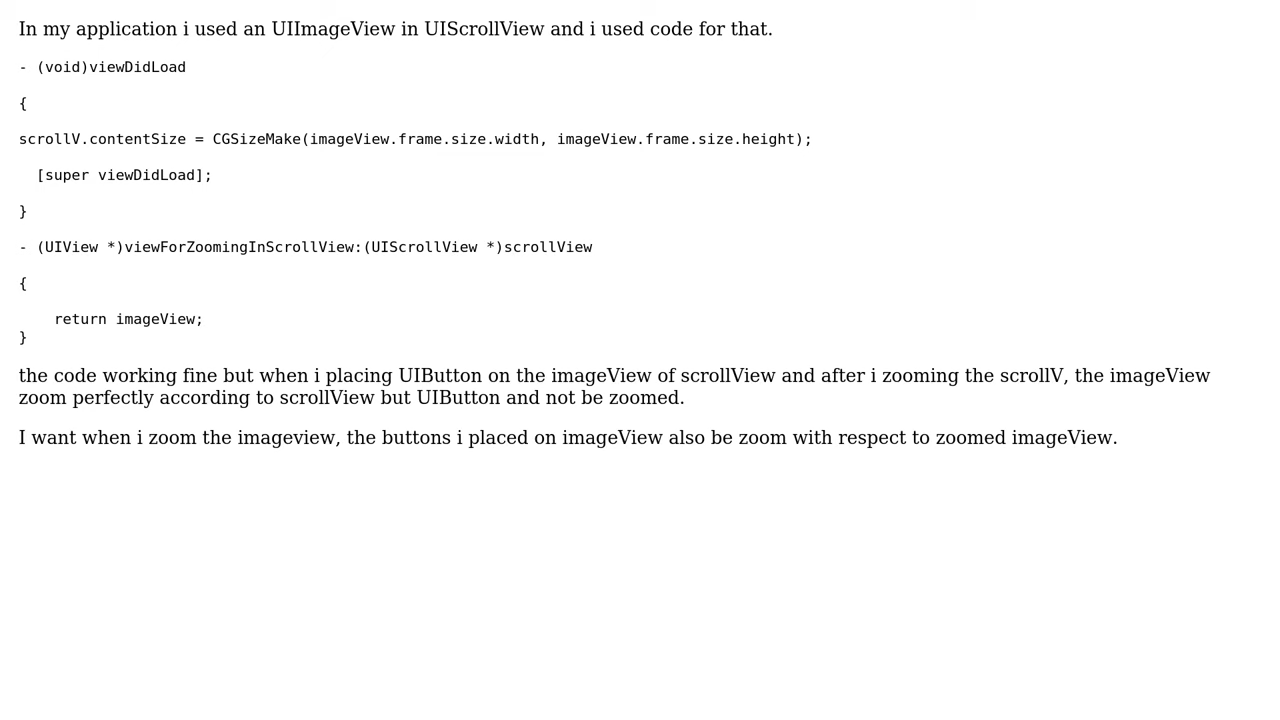 In my application i used an UIImageView in UIScrollView and i used code for that.
- (void)viewDidLoad
{
scrollV.contentSize = CGSizeMake(imageView.frame.size.width, imageView.frame.size.height);
[super viewDidLoad];
}
- (UIView *)viewForZoomingInScrollView:(UIScrollView *)scrollView
{
return imageView;
}
the code working fine but when i placing UIButton on the imageView of scrollView and after i zooming the scrollV, the imageView
zoom perfectly according to scrollView but UIButton and not be zoomed.
I want when i zoom the imageview, the buttons i placed on imageView also be zoom with respect to zoomed imageView.